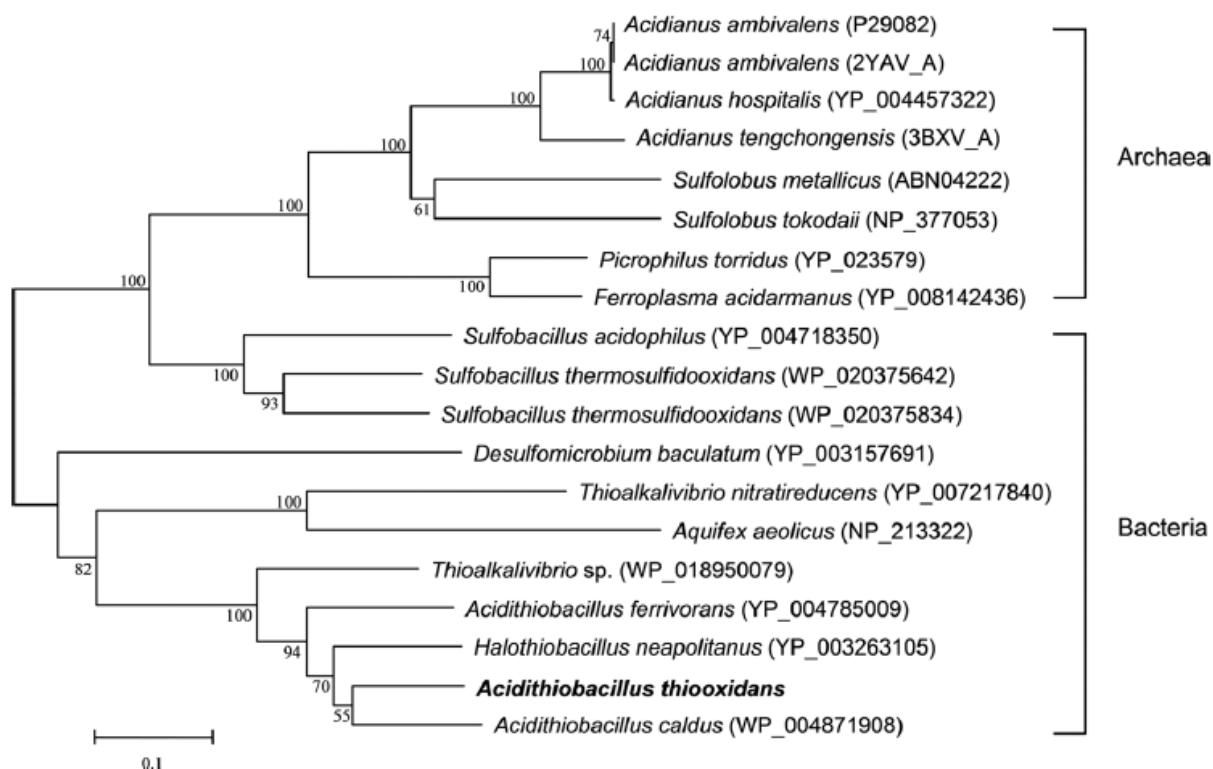 Acidianus ambivalens (P29082)
74
Acidianus ambivalens (2YAV_A)
100
Acidianus hospitalis (YP_004457322)
100
Acidianus tengchongensis (3BXV_A)
100
Archaea
Sulfolobus metallicus (ABN04222)
61
100
Sulfolobus tokodaii (NP_377053)
Picrophilus torridus (YP_023579)
100
100
Ferroplasma acidarmanus (YP_008142436)
Sulfobacillus acidophilus (YP_004718350)
100
Sulfobacillus thermosulfidooxidans (WP_020375642)
93
Sulfobacillus thermosulfidooxidans (WP_020375834)
Desulfomicrobium baculatum (YP_003157691)
Thioalkalivibrio nitratireducens (YP_007217840)
100
Aquifex aeolicus (NP_213322)
Bacteria
82
Thioalkalivibrio sp. (WP_018950079)
100
Acidithiobacillus ferrivorans (YP_004785009)
94
Halothiobacillus neapolitanus (YP_003263105)
70
Acidithiobacillus thiooxidans
55
Acidithiobacillus caldus (WP_004871908)
0.1